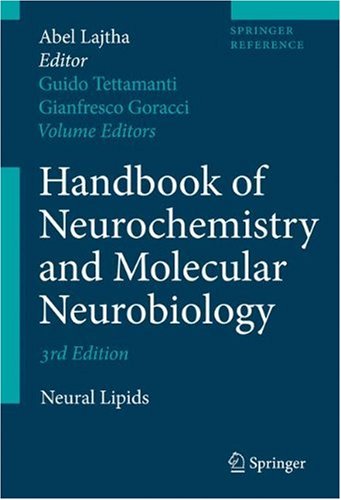 SPRINGER
REFERENCE
Abel Lajtha
Editor
Guido Tettamanti
Gianfresco Goracci
Volume Editors
Handbook of
Neurochemistry
and Molecular
Neurobiology
3rd Edition
Neural Lipids
Springer